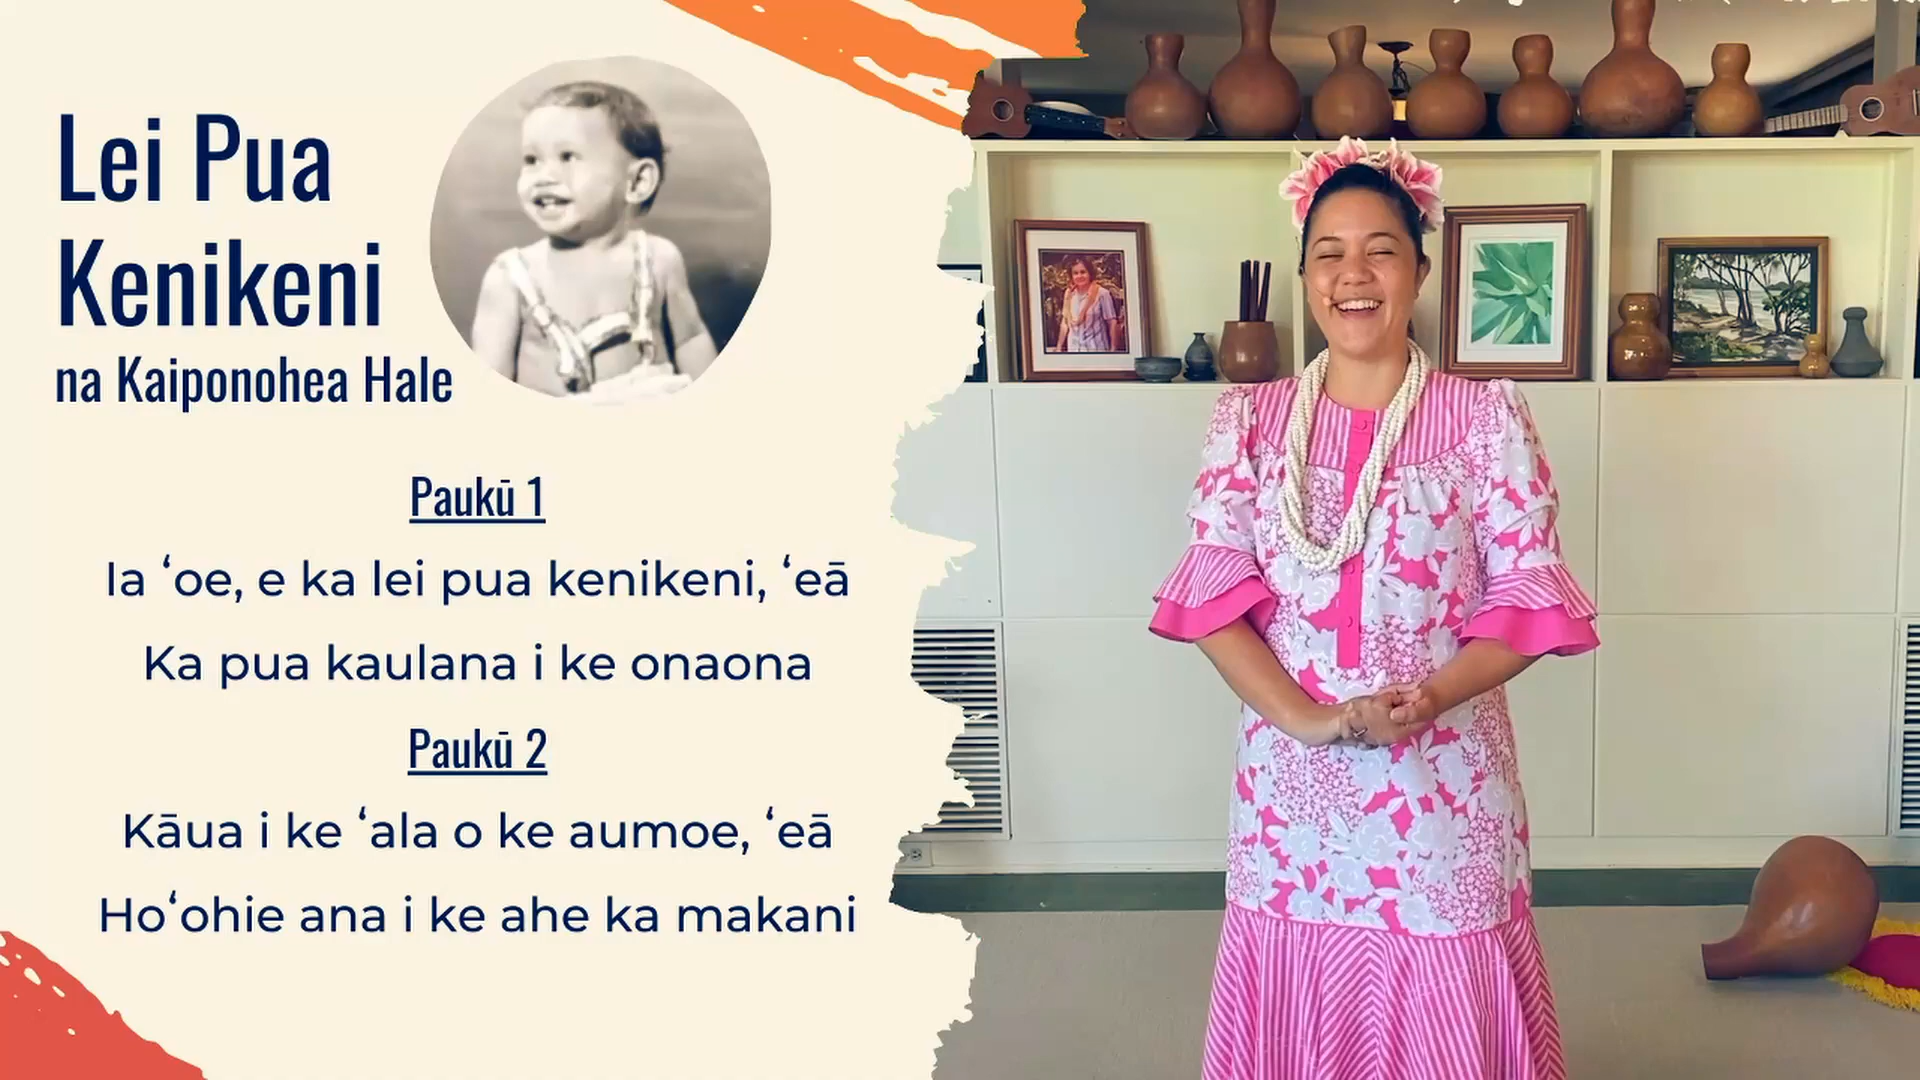 Lei Pua
Kenikeni
na Kaiponohea Hale
Paukū 1
Ia ʻoe, e ka lei pua kenikeni, ʻeā
Ka pua kaulana i ke onaona
Paukū 2
Kāua i ke ʻala o ke aumoe, ʻeā
Hoʻohie ana i ke ahe ka makani